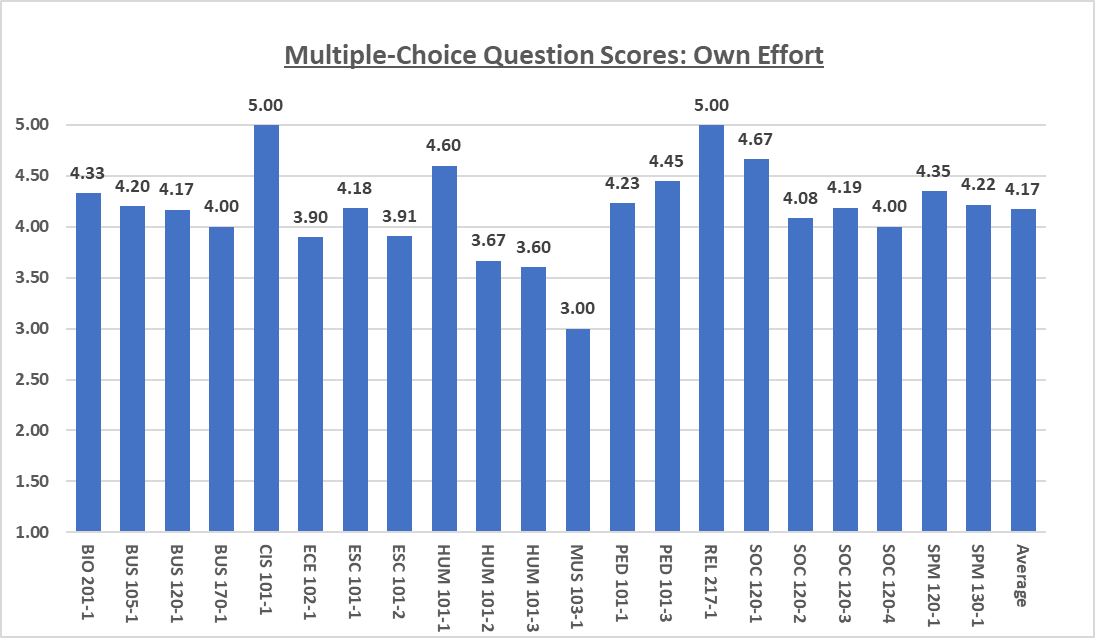 Multiple-Choice Question Scores: Own Effort
5.00
4.50
4.00
3.50
3.00
2.50
2.00
1.50
1.00
4.33
4.20
4.17
4.00
5.00
3.90
4.18
3.91
4.60
3.67
3.60
3.00
4.23
4.45
5.00
4.67
4.08
4.19
4.00
4.35
4.22
4.17
BIO 201-1
BUS 105-1
BUS 120-1
BUS 170-1
CIS 101-1
ECE 102-1
ESC 101-1
ESC 101-2
HUM 101-1
HUM 101-2
HUM 101-3
MUS 103-1
PED 101-1
PED 101-3
REL 217-1
SOC 120-1
SOC 120-2
SOC 120-3
SOC 120-4
SPM 120-1
SPM 130-1
Average